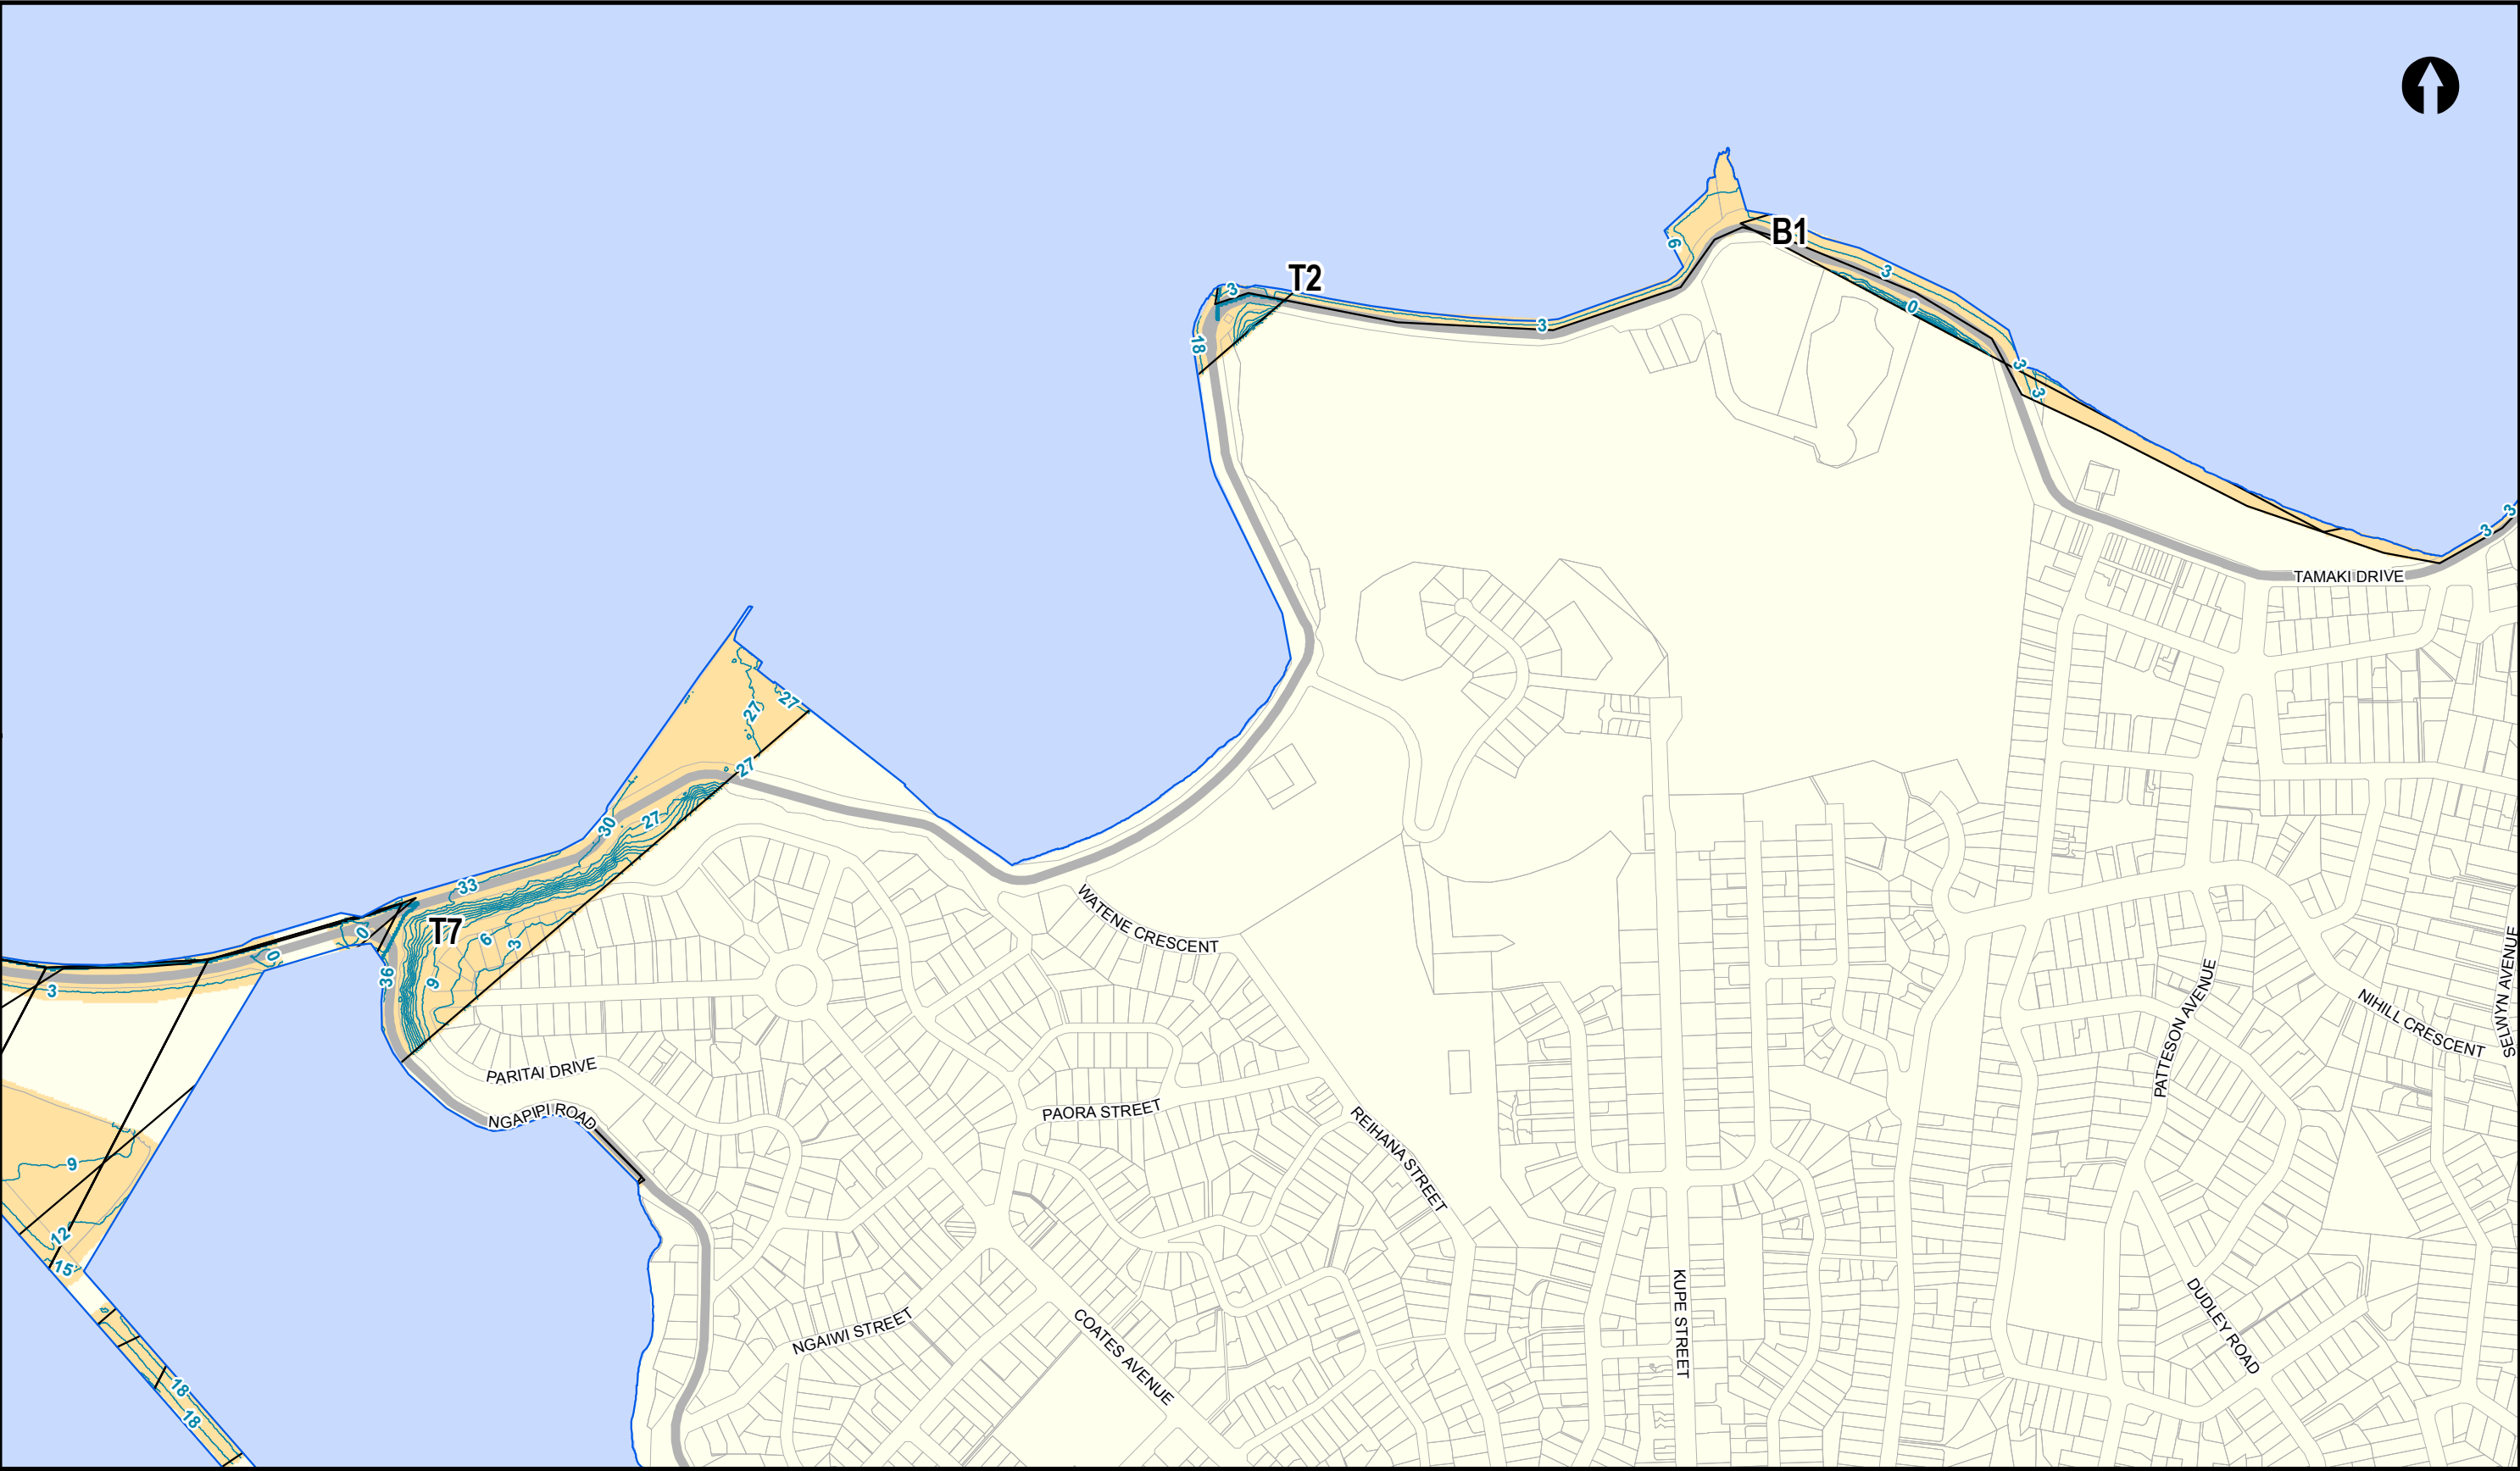 B1
6
3
T2
3
0
18
3
3
3
3
3
TAMAKI DRIVE
27
27
27
30
27
33
WATENE CRESCENT
T7
0
6
3
0
36
9
3
SELWYN AVENUE
NIHILL CRESCENT
PATTESON AVENUE
PARITAI DRIVE
NGAPIPI ROAD
PAORA STREET
REIHANA STREET
9
12
15
KUPE STREET
DUDLEY ROAD
NGAIWI STREET
COATES AVENUE
18
18